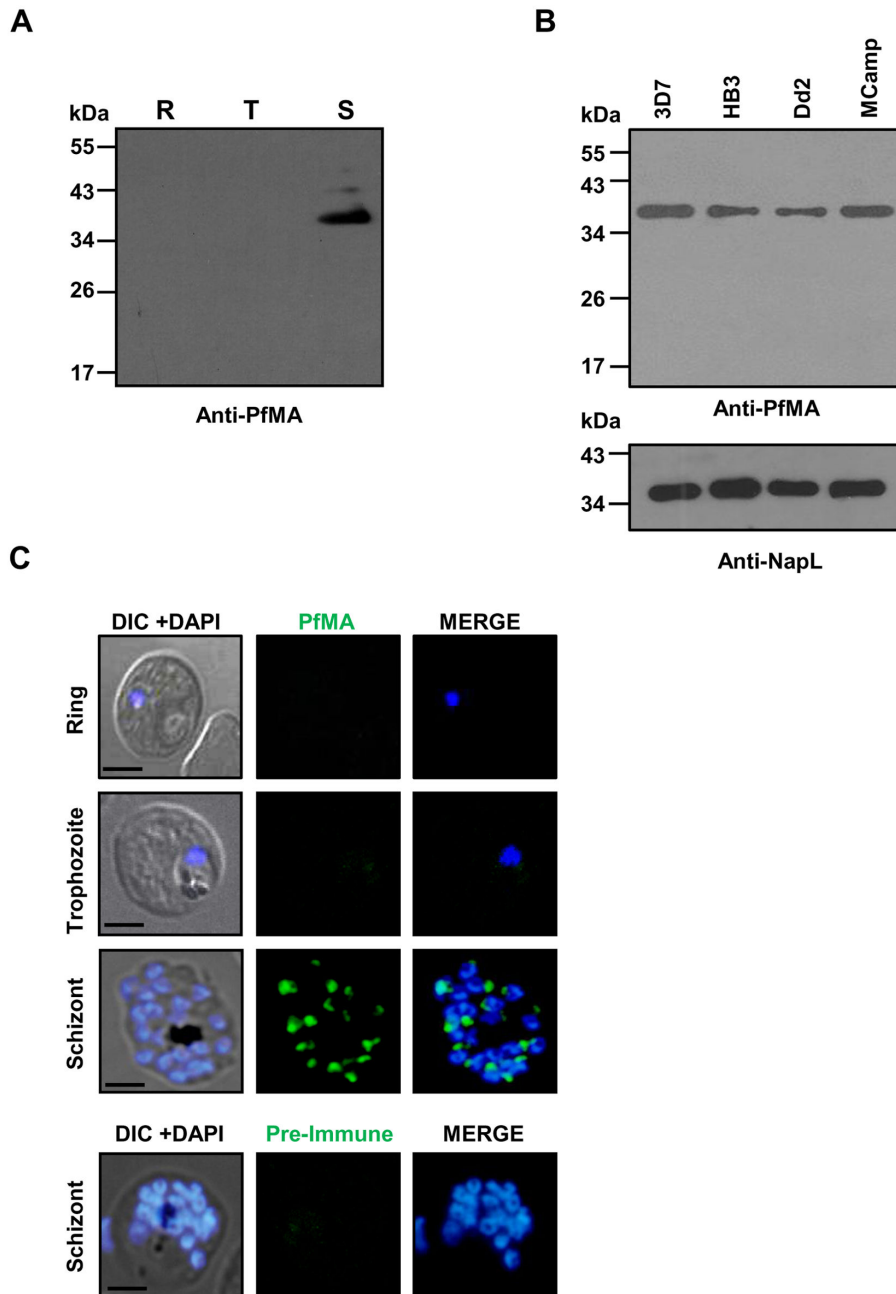 A
kDa
R T S
55
43
34
26
17
Anti-PfMA
B
kDa
3D7 HB3 Dd2 MCamp
55
43
34
26
17
Anti-PfMA
kDa
43
34
Anti-NapL
C
DIC +DAPI PfMA MERGE
Ring
Trophozoite
Schizont
DIC +DAPI Pre-Immune MERGE
Schizont